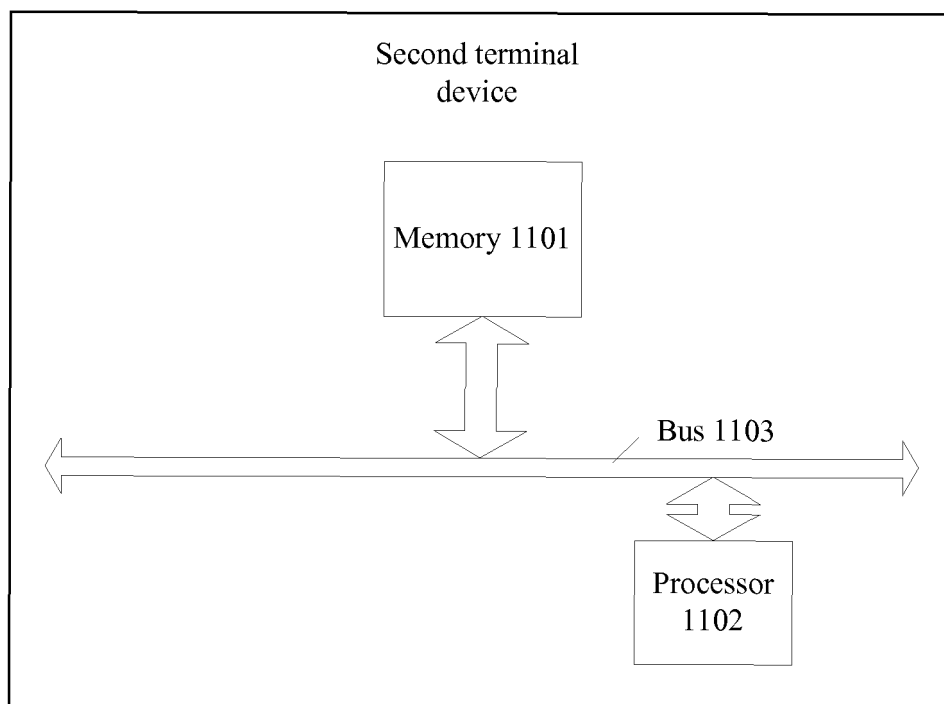 Second terminal
device
Memory 1101
Bus 1103
Processor
1102